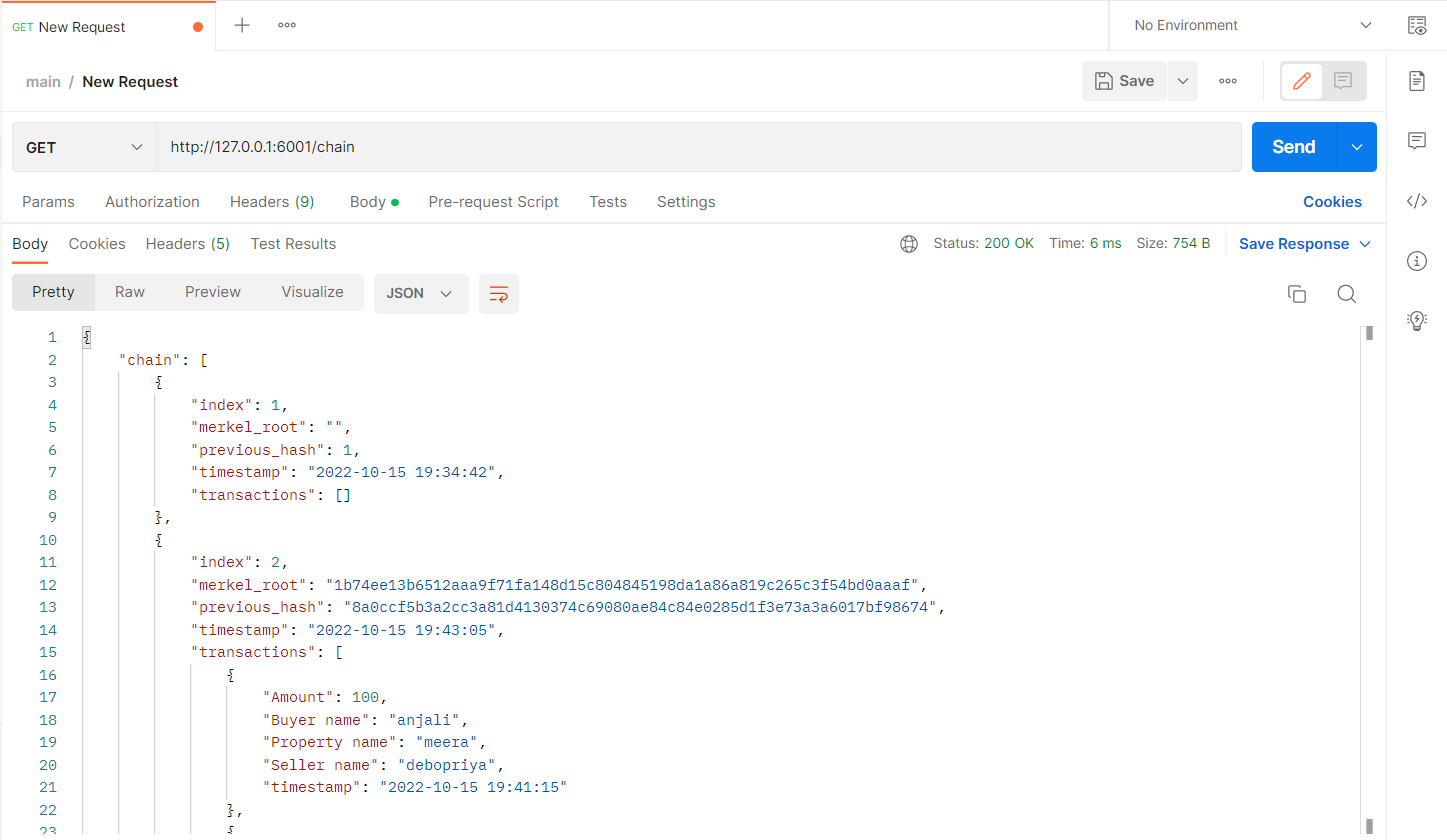 GET New Request
No Environment
main / New Request
Save
GET
http://127.0.0.1:6001/chain
Send
Params Authorization Headers (9) Body Pre-request Script Tests Settings Cookies
Body Cookies Headers (5) Test Results Status: 200 OK Time: 6 ms Size: 754 B Save Response
Pretty Raw Preview Visualize JSON
1 {
2 "chain": [
3 {
4 "index": 1,
5 "merkel_root": "",
6 "previous_hash": 1,
7 "timestamp": "2022-10-15 19:34:42",
8 "transactions": []
9 },
10 {
11 "index": 2,
12 "merkel_root": "1b74ee13b6512aaa9f71fa148d15c804845198da1a86a819c265c3f54bd0aaaf",
13 "previous_hash": "8a0ccf5b3a2cc3a81d4130374c69080ae84c84e0285d1f3e73a3a6017bf98674",
14 "timestamp": "2022-10-15 19:43:05",
15 "transactions": [
16 {
17 "Amount": 100,
18 "Buyer name": "anjali",
19 "Property name": "meera",
20 "Seller name": "debopriya",
21 "timestamp": "2022-10-15 19:41:15"
22 },
23 {